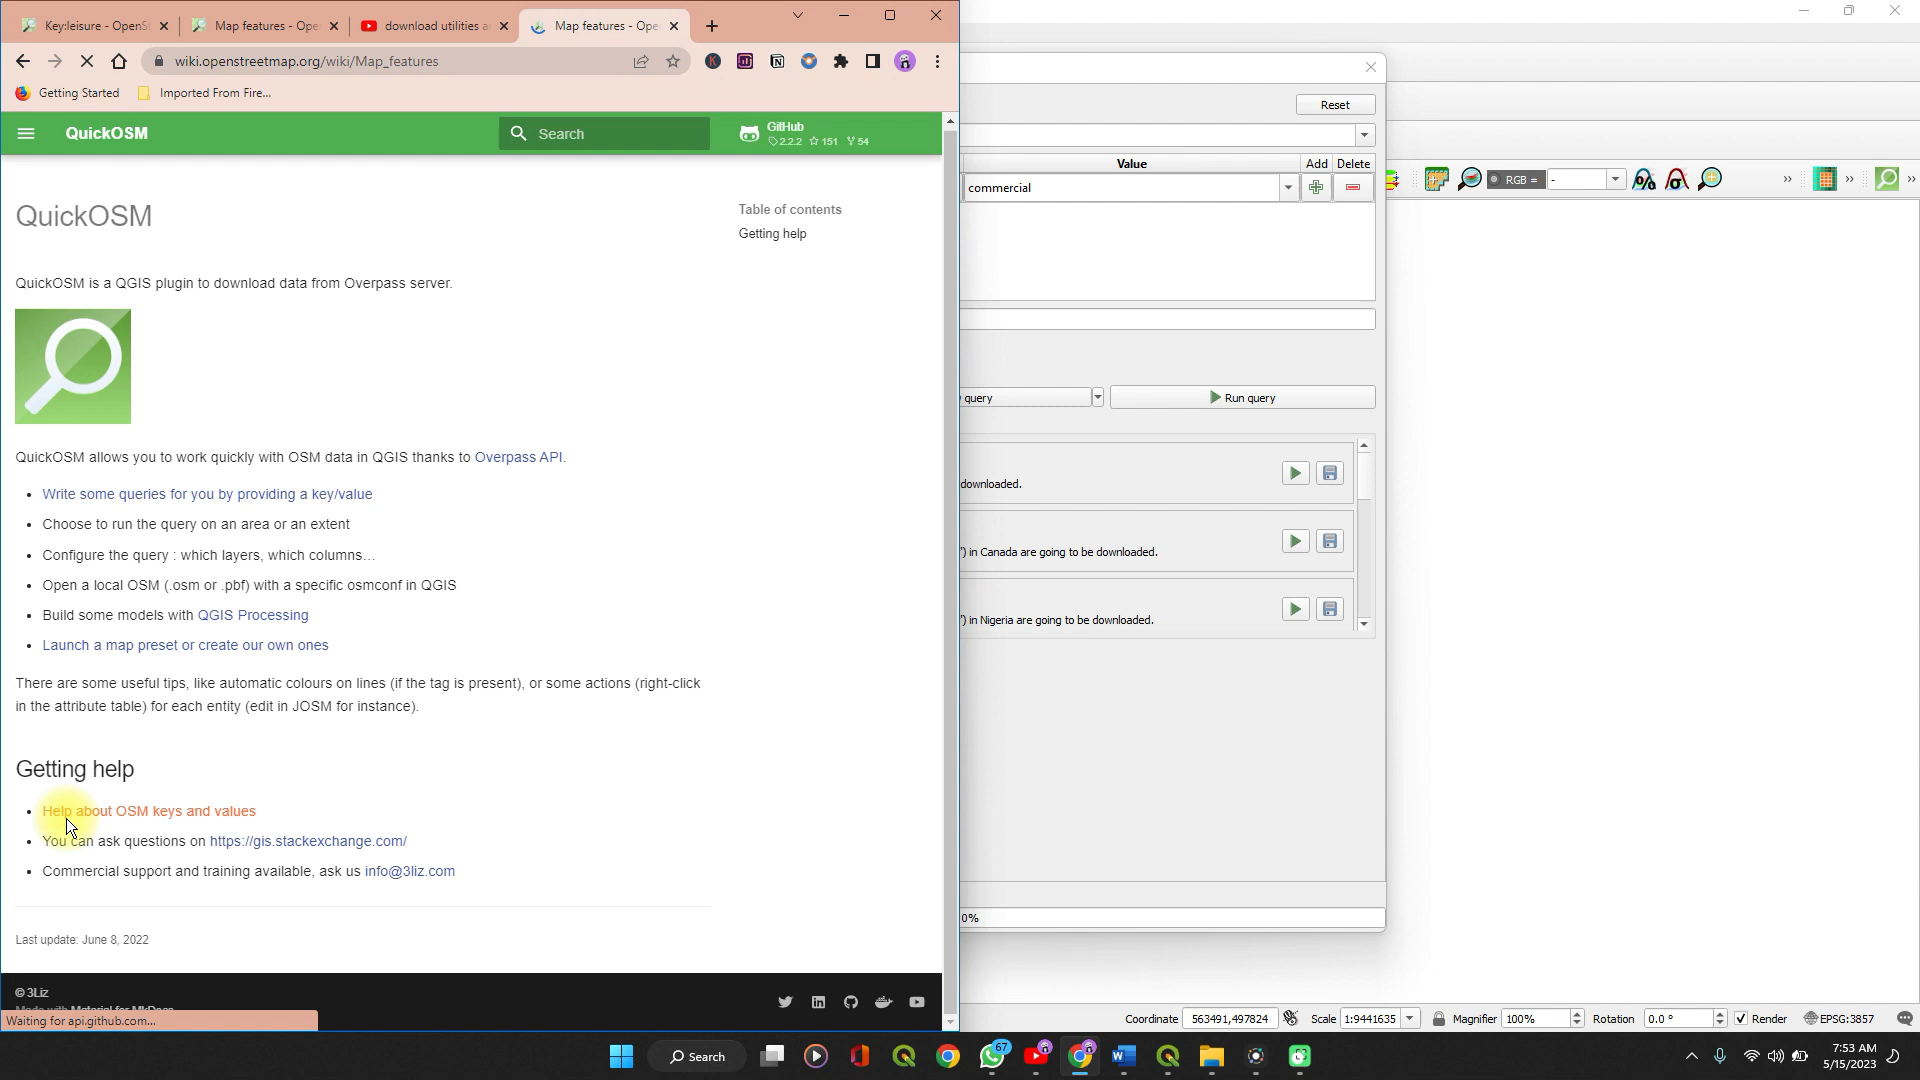 Key:leisure - OpenSt
Map features - Ope
download utilities a
Map features - Ope
wiki.openstreetmap.org/wiki/Map_features
Getting Started
Imported From Fire...
QuickOSM
Search
GitHub
2.2.2 151 54
QuickOSM
Table of contents
Getting help
QuickOSM is a QGIS plugin to download data from Overpass server.
QuickOSM allows you to work quickly with OSM data in QGIS thanks to Overpass API.
Write some queries for you by providing a key/value
Choose to run the query on an area or an extent
Configure the query : which layers, which columns...
Open a local OSM (.osm or .pbf) with a specific osmconf in QGIS
Build some models with QGIS Processing
Launch a map preset or create our own ones
There are some useful tips, like automatic colours on lines (if the tag is present), or some actions (right-click
in the attribute table) for each entity (edit in JOSM for instance).
Getting help
Help about OSM keys and values
You can ask questions on https://gis.stackexchange.com/
Commercial support and training available, ask us info@3liz.com
Last update: June 8, 2022
© 3Liz
Made with Material for MkDocs
Waiting for api.github.com...
Reset
Value Add Delete
commercial
query
Run query
downloaded.
') in Canada are going to be downloaded.
') in Nigeria are going to be downloaded.
0%
RGB = -
Coordinate 563491,497824 Scale 1:9441635 Magnifier 100% Rotation 0.0 ° Render EPSG:3857
Search
67
7:53 AM
5/15/2023